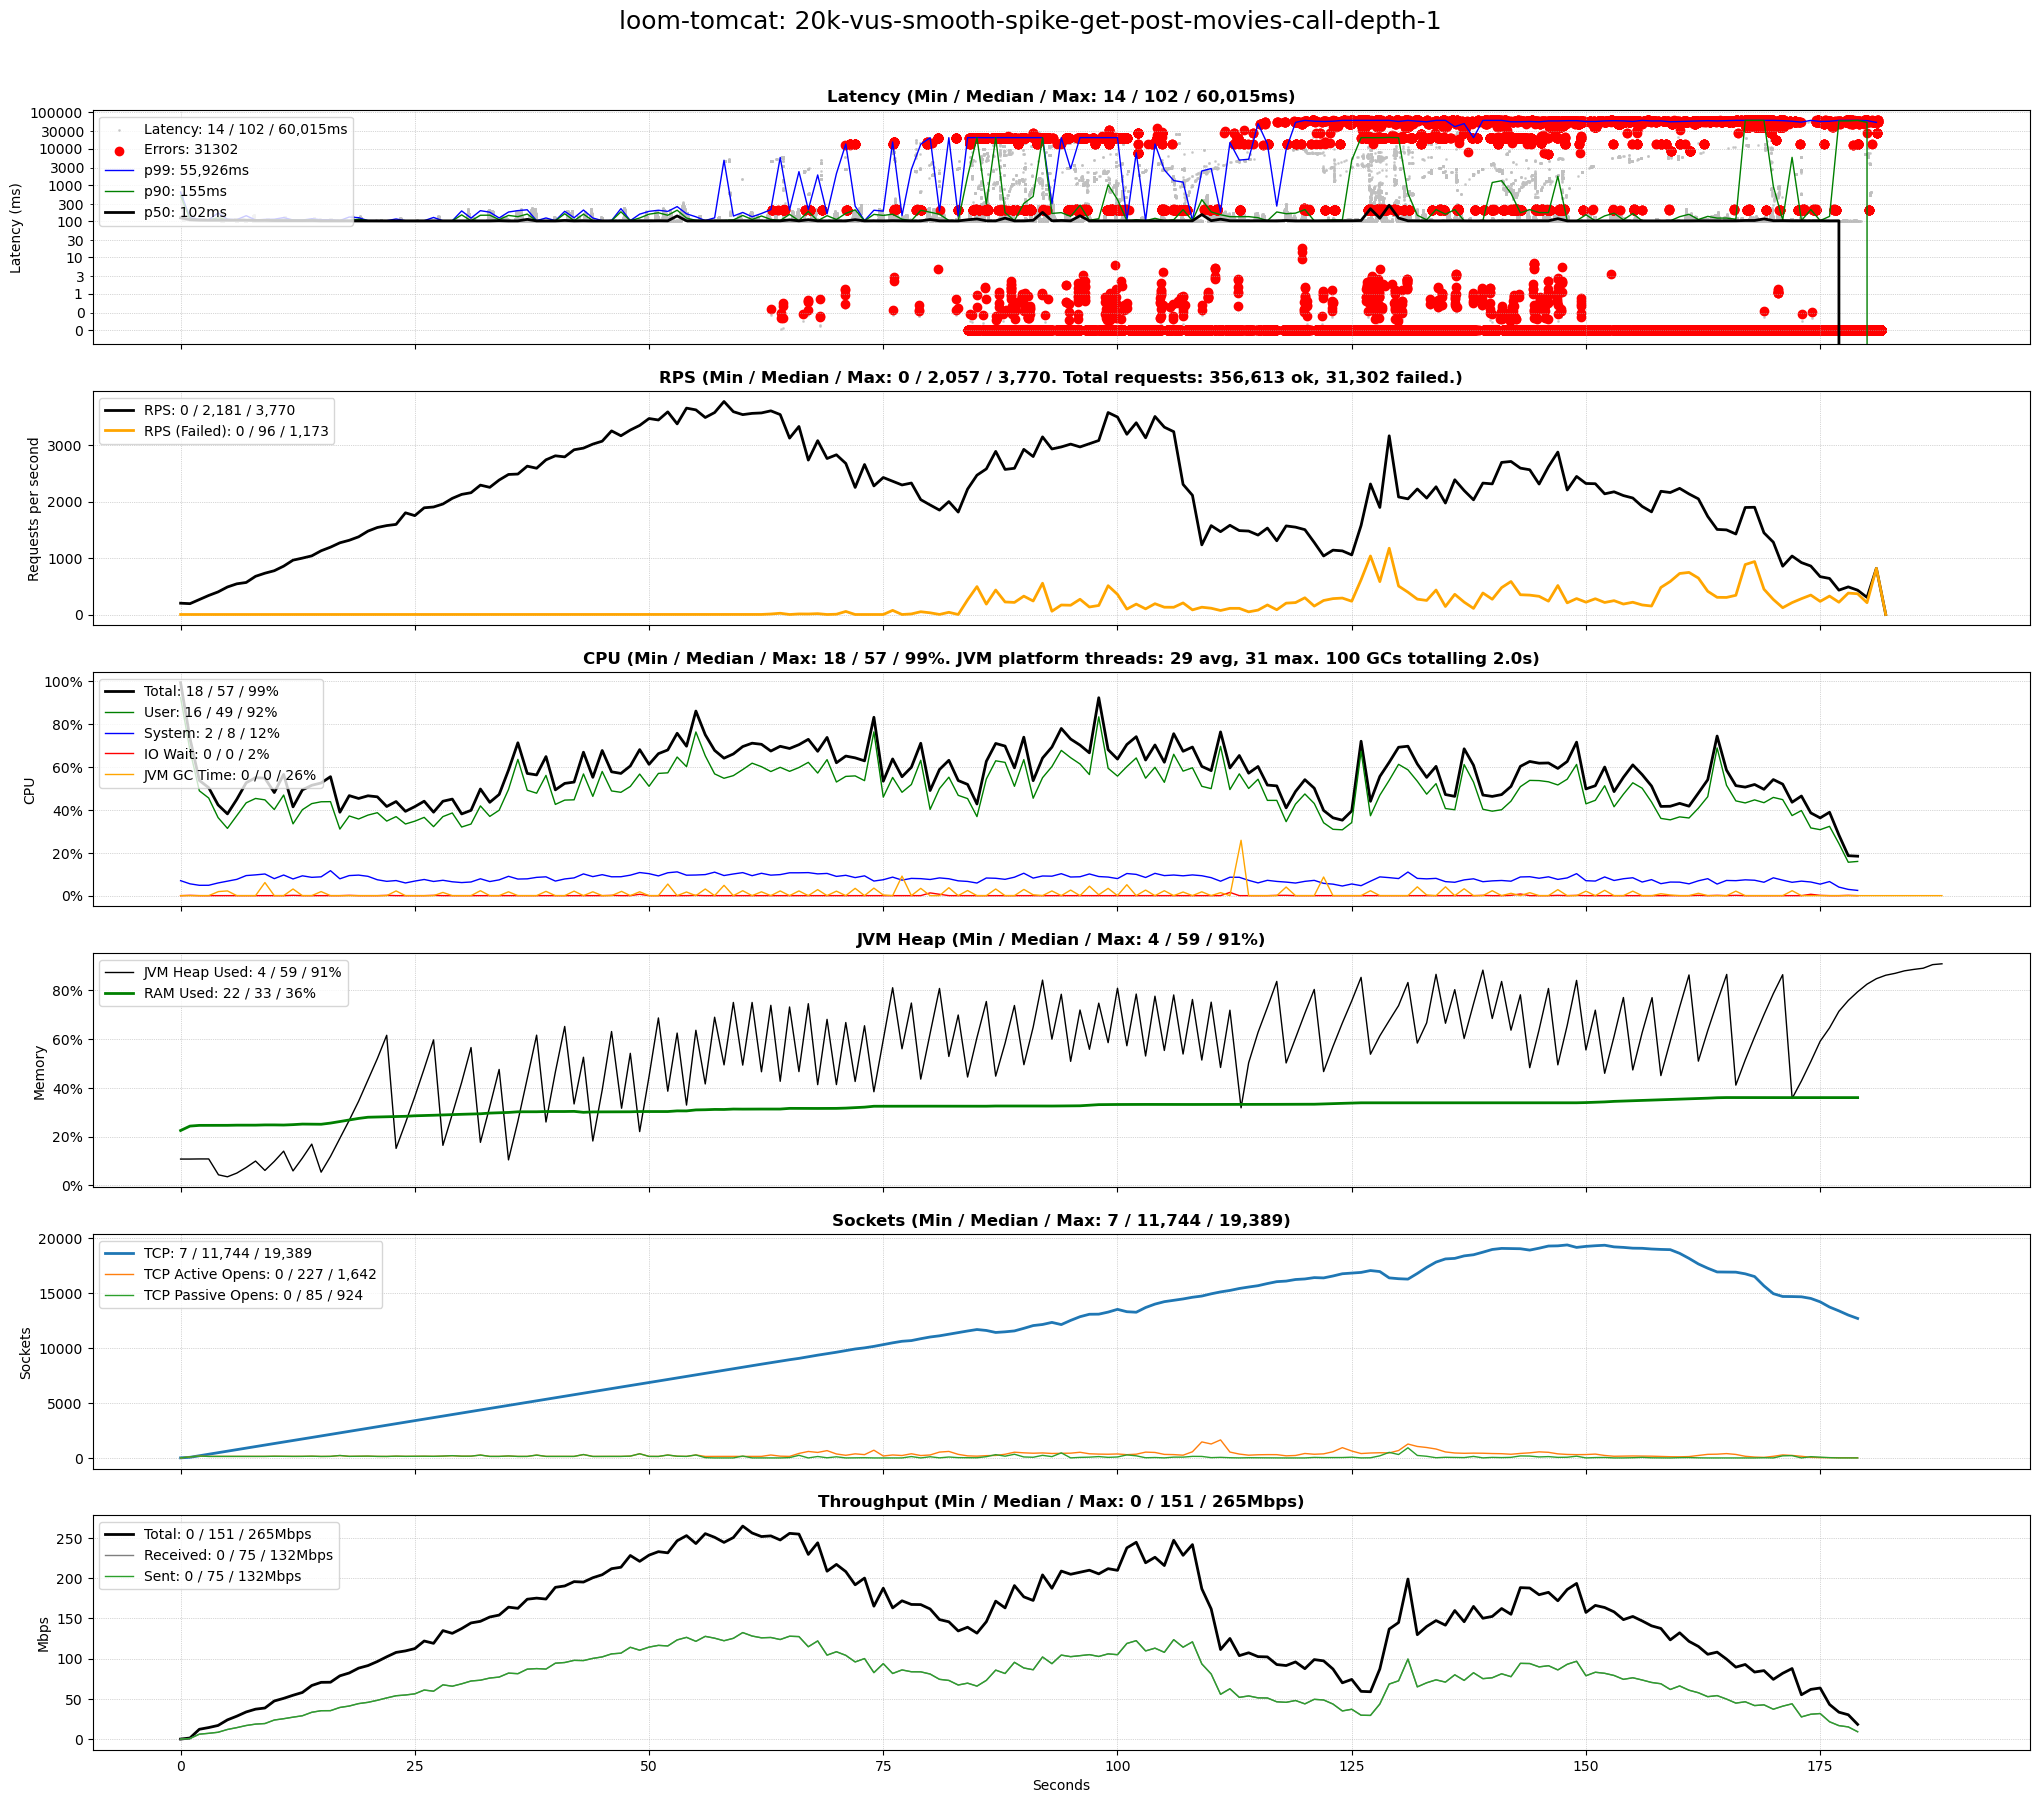 loom-tomcat: 20k-vus-smooth-spike-get-post-movies-call-depth-1
Latency (Min / Median / Max: 14 / 102 / 60,015ms)
Latency (ms)
100000
30000
10000
3000
1000
300
100
30
10
3
1
0
0
Latency: 14 / 102 / 60,015ms
Errors: 31302
p99: 55,926ms
p90: 155ms
p50: 102ms
RPS (Min / Median / Max: 0 / 2,057 / 3,770. Total requests: 356,613 ok, 31,302 failed.)
Requests per second
3000
2000
1000
0
RPS: 0 / 2,181 / 3,770
RPS (Failed): 0 / 96 / 1,173
CPU (Min / Median / Max: 18 / 57 / 99%. JVM platform threads: 29 avg, 31 max. 100 GCs totalling 2.0s)
CPU
100%
80%
60%
40%
20%
0%
Total: 18 / 57 / 99%
User: 16 / 49 / 92%
System: 2 / 8 / 12%
IO Wait: 0 / 0 / 2%
JVM GC Time: 0 / 0 / 26%
JVM Heap (Min / Median / Max: 4 / 59 / 91%)
Memory
80%
60%
40%
20%
0%
JVM Heap Used: 4 / 59 / 91%
RAM Used: 22 / 33 / 36%
Sockets (Min / Median / Max: 7 / 11,744 / 19,389)
Sockets
20000
15000
10000
5000
0
TCP: 7 / 11,744 / 19,389
TCP Active Opens: 0 / 227 / 1,642
TCP Passive Opens: 0 / 85 / 924
Throughput (Min / Median / Max: 0 / 151 / 265Mbps)
Mbps
250
200
150
100
50
0
Total: 0 / 151 / 265Mbps
Received: 0 / 75 / 132Mbps
Sent: 0 / 75 / 132Mbps
0 25 50 75 100 125 150 175
Seconds